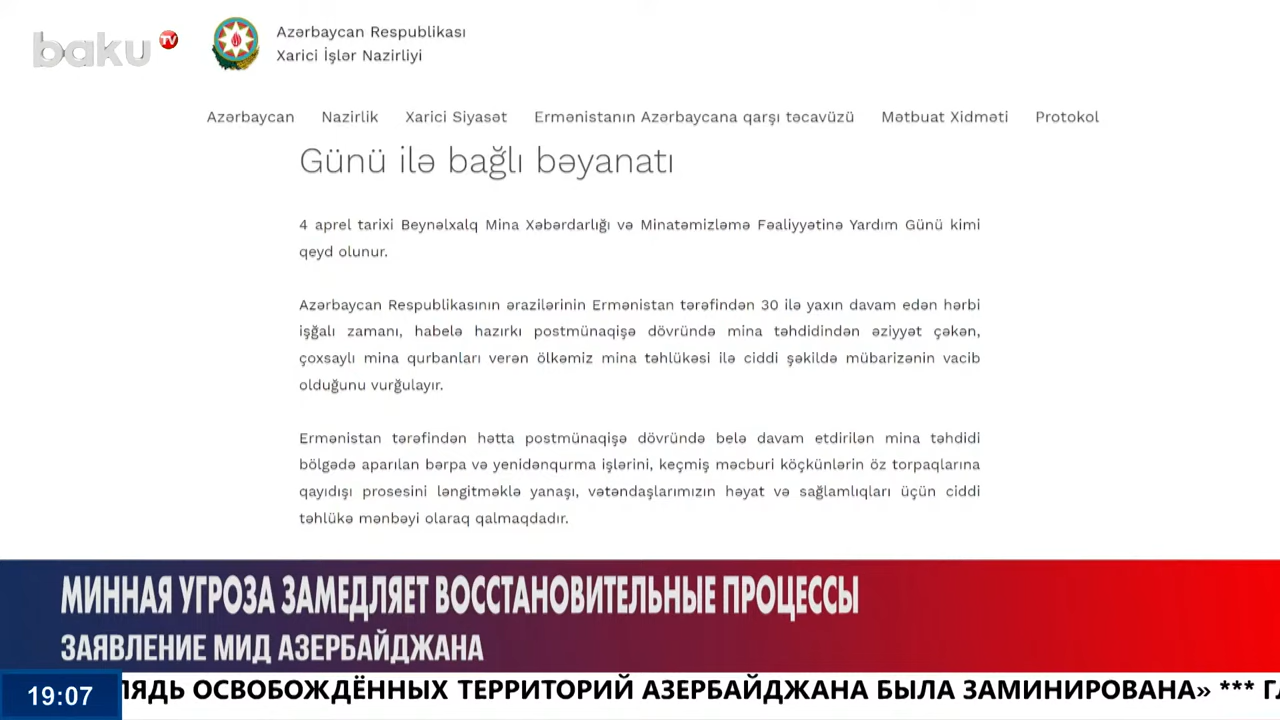 baku TV
Azərbaycan Respublikası
Xarici İşlər Nazirliyi
Azərbaycan Nazirlik Xarici Siyasət Ermənistanın Azərbaycana qarşı təcavüzü Mətbuat Xidməti Protokol
Günü ilə bağlı bəyanatı
4 aprel tarixi Beynəlxalq Mina Xəbərdarlığı və Minatəmizləmə Fəaliyyətinə Yardım Günü kimi
qeyd olunur.
Azərbaycan Respublikasının ərazilərinin Ermənistan tərəfindən 30 ilə yaxın davam edən hərbi
işğalı zamanı, habelə hazırkı postmünaqişə dövründə mina təhdidindən əziyyət çəkən,
çoxsaylı mina qurbanları verən ölkəmiz mina təhlükəsi ilə ciddi şəkildə mübarizənin vacib
olduğunu vurğulayır.
Ermənistan tərəfindən hətta postmünaqişə dövründə belə davam etdirilən mina təhdidi
bölgədə aparılan bərpa və yenidənqurma işlərini, keçmiş məcburi köçkünlərin öz torpaqlarına
qayıdışı prosesini ləngitməklə yanaşı, vətəndaşlarımızın həyat və sağlamlıqları üçün ciddi
təhlükə mənbəyi olaraq qalmaqdadır.
МИННАЯ УГРОЗА ЗАМЕДЛЯЕТ ВОССТАНОВИТЕЛЬНЫЕ ПРОЦЕССЫ
ЗАЯВЛЕНИЕ МИД АЗЕРБАЙДЖАНА
19:07 ЛЯДЬ ОСВОБОЖДЁННЫХ ТЕРРИТОРИЙ АЗЕРБАЙДЖАНА БЫЛА ЗАМИНИРОВАНА» *** ГЛ